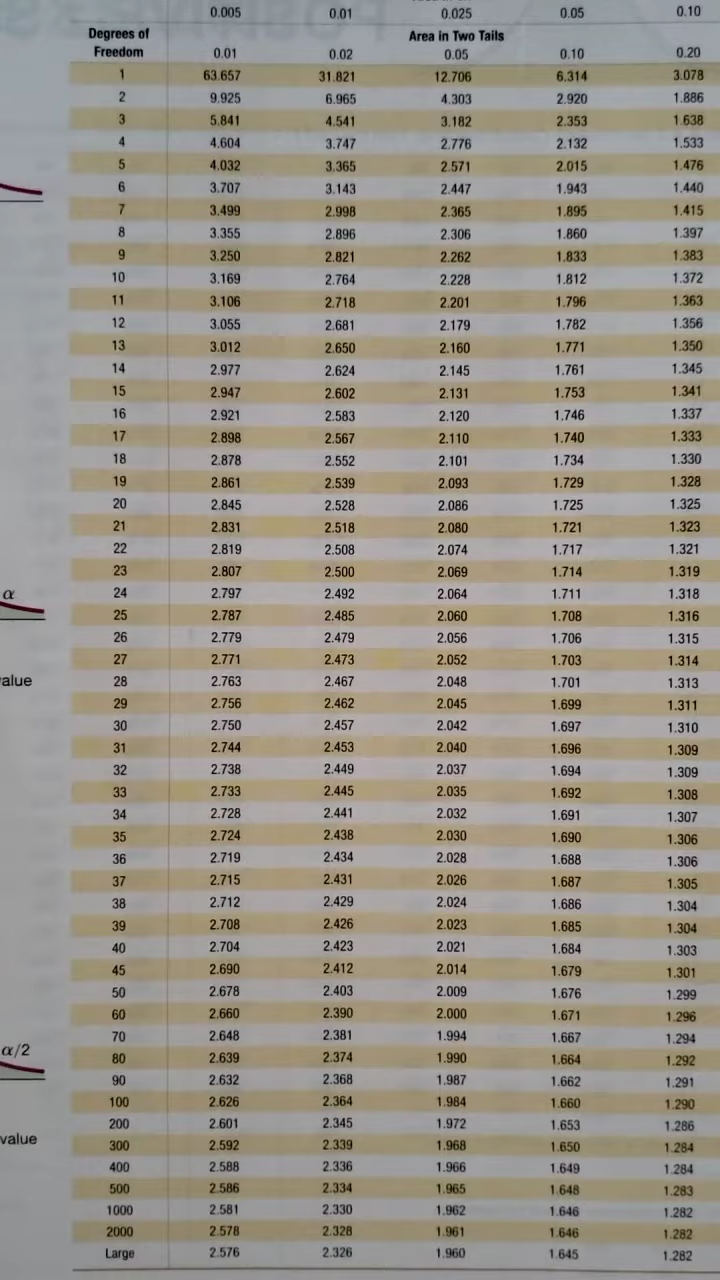 0.005 0.01 0.025 0.05 0.10
Degrees of Freedom Area in Two Tails
0.01 0.02 0.05 0.10 0.20
1 63.657 31.821 12.706 6.314 3.078
2 9.925 6.965 4.303 2.920 1.886
3 5.841 4.541 3.182 2.353 1.638
4 4.604 3.747 2.776 2.132 1.533
5 4.032 3.365 2.571 2.015 1.476
6 3.707 3.143 2.447 1.943 1.440
7 3.499 2.998 2.365 1.895 1.415
8 3.355 2.896 2.306 1.860 1.397
9 3.250 2.821 2.262 1.833 1.383
10 3.169 2.764 2.228 1.812 1.372
11 3.106 2.718 2.201 1.796 1.363
12 3.055 2.681 2.179 1.782 1.356
13 3.012 2.650 2.160 1.771 1.350
14 2.977 2.624 2.145 1.761 1.345
15 2.947 2.602 2.131 1.753 1.341
16 2.921 2.583 2.120 1.746 1.337
17 2.898 2.567 2.110 1.740 1.333
18 2.878 2.552 2.101 1.734 1.330
19 2.861 2.539 2.093 1.729 1.328
20 2.845 2.528 2.086 1.725 1.325
21 2.831 2.518 2.080 1.721 1.323
22 2.819 2.508 2.074 1.717 1.321
23 2.807 2.500 2.069 1.714 1.319
α
24 2.797 2.492 2.064 1.711 1.318
25 2.787 2.485 2.060 1.708 1.316
26 2.779 2.479 2.056 1.706 1.315
27 2.771 2.473 2.052 1.703 1.314
alue
28 2.763 2.467 2.048 1.701 1.313
29 2.756 2.462 2.045 1.699 1.311
30 2.750 2.457 2.042 1.697 1.310
31 2.744 2.453 2.040 1.696 1.309
32 2.738 2.449 2.037 1.694 1.309
33 2.733 2.445 2.035 1.692 1.308
34 2.728 2.441 2.032 1.691 1.307
35 2.724 2.438 2.030 1.690 1.306
36 2.719 2.434 2.028 1.688 1.306
37 2.715 2.431 2.026 1.687 1.305
38 2.712 2.429 2.024 1.686 1.304
39 2.708 2.426 2.023 1.685 1.304
40 2.704 2.423 2.021 1.684 1.303
45 2.690 2.412 2.014 1.679 1.301
50 2.678 2.403 2.009 1.676 1.299
60 2.660 2.390 2.000 1.671 1.296
70 2.648 2.381 1.994 1.667 1.294
α/2
80 2.639 2.374 1.990 1.664 1.292
90 2.632 2.368 1.987 1.662 1.291
100 2.626 2.364 1.984 1.660 1.290
200 2.601 2.345 1.972 1.653 1.286
value
300 2.592 2.339 1.968 1.650 1.284
400 2.588 2.336 1.966 1.649 1.284
500 2.586 2.334 1.965 1.648 1.283
1000 2.581 2.330 1.962 1.646 1.282
2000 2.578 2.328 1.961 1.646 1.282
Large 2.576 2.326 1.960 1.645 1.282